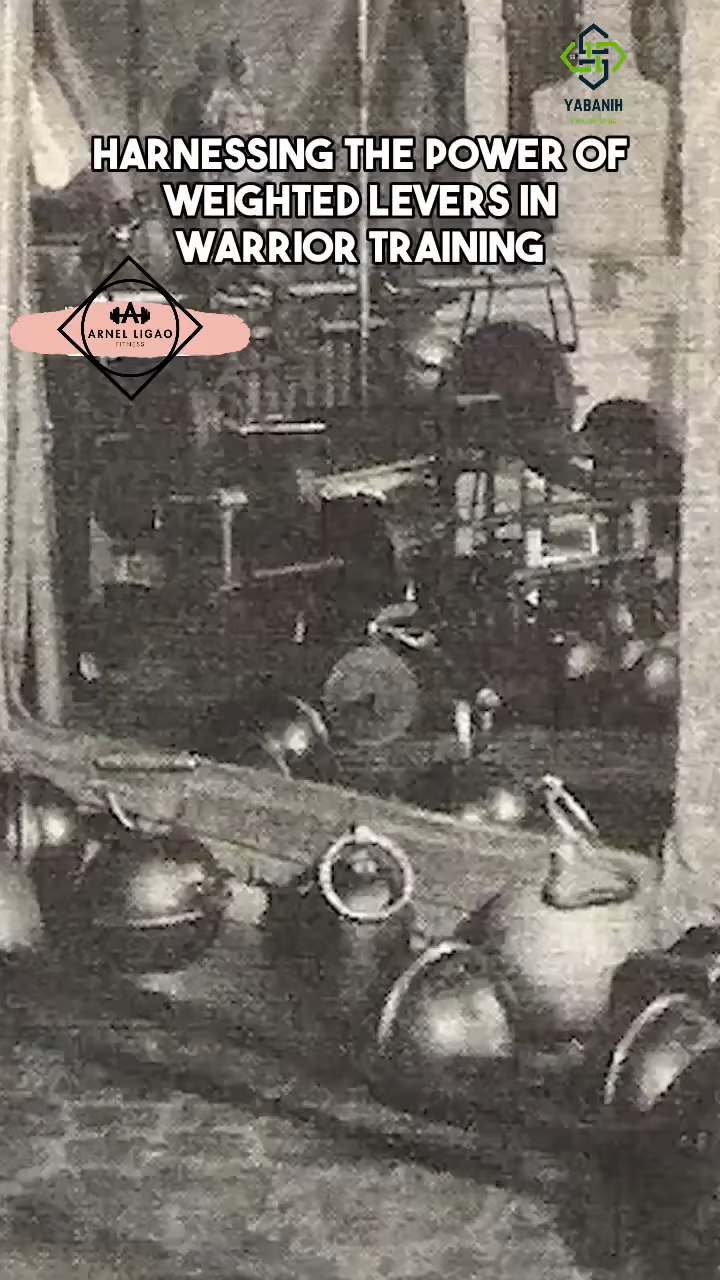 YABANIH
HARNESSING THE POWER OF
WEIGHTED LEVERS IN
WARRIOR TRAINING
ARNEL LIGAO
FITNESS